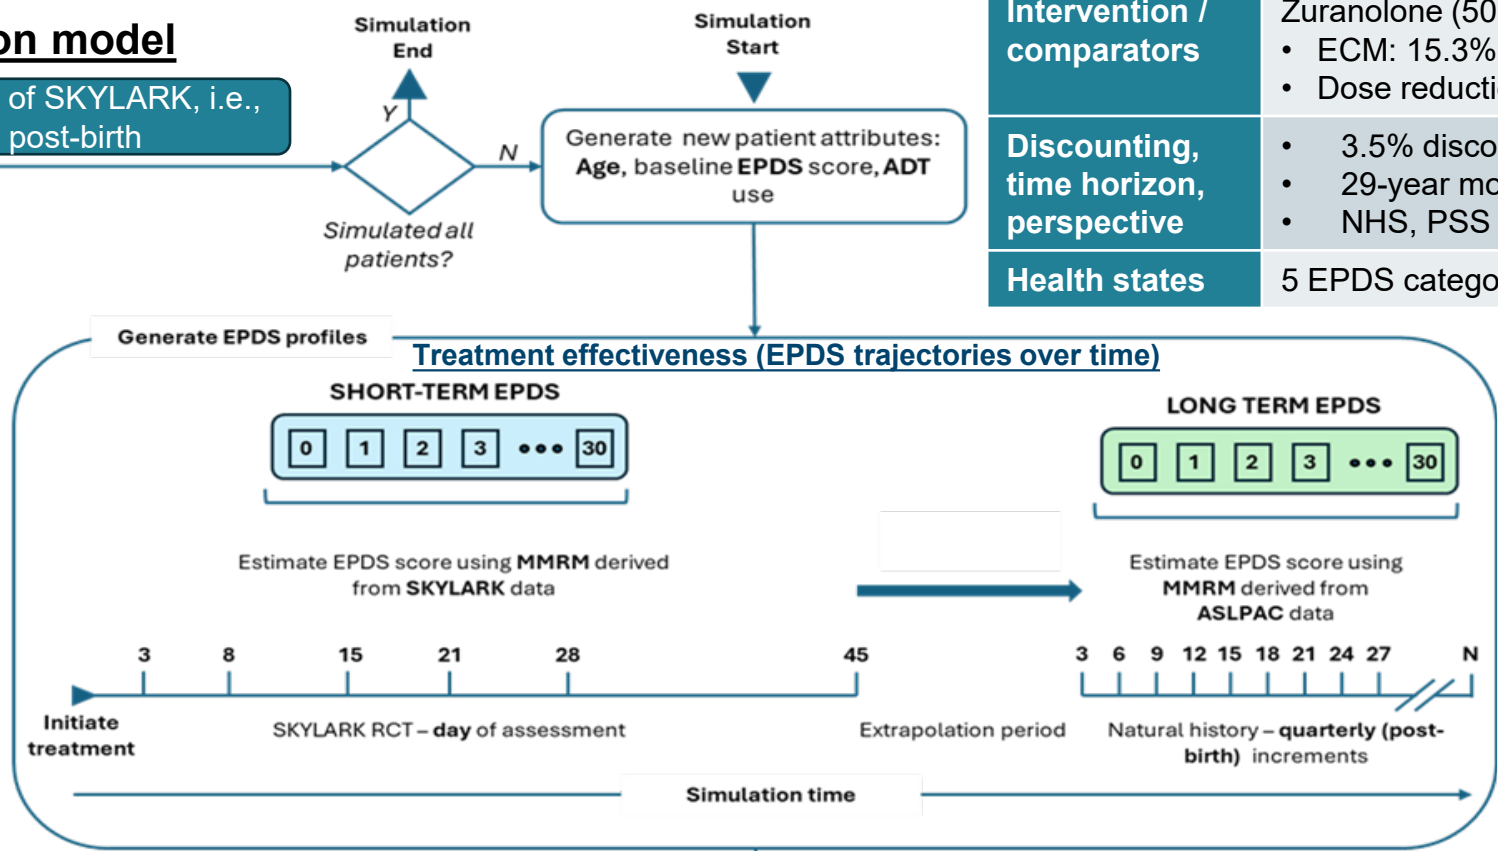 on model
of SKYLARK, i.e.,
post-birth
Simulation
End
Y
N
Simulated all
patients?
Simulation
Start
Generate new patient attributes:
Age, baseline EPDS score, ADT
use
Intervention /
comparators
Zuranolone (50
• ECM: 15.3%
• Dose reducti
Discounting,
time horizon,
perspective
• 3.5% disco
• 29-year mo
• NHS, PSS
Health states
5 EPDS catego
Generate EPDS profiles
Treatment effectiveness (EPDS trajectories over time)
SHORT-TERM EPDS
0 1 2 3 ••• 30
Estimate EPDS score using MMRM derived
from SKYLARK data
LONG TERM EPDS
0 1 2 3 ••• 30
Estimate EPDS score using
MMRM derived from
ASLPAC data
3 8 15 21 28 45
3 6 9 12 15 18 21 24 27 N
Initiate
treatment
SKYLARK RCT – day of assessment
Extrapolation period
Natural history – quarterly (post-
birth) increments
Simulation time